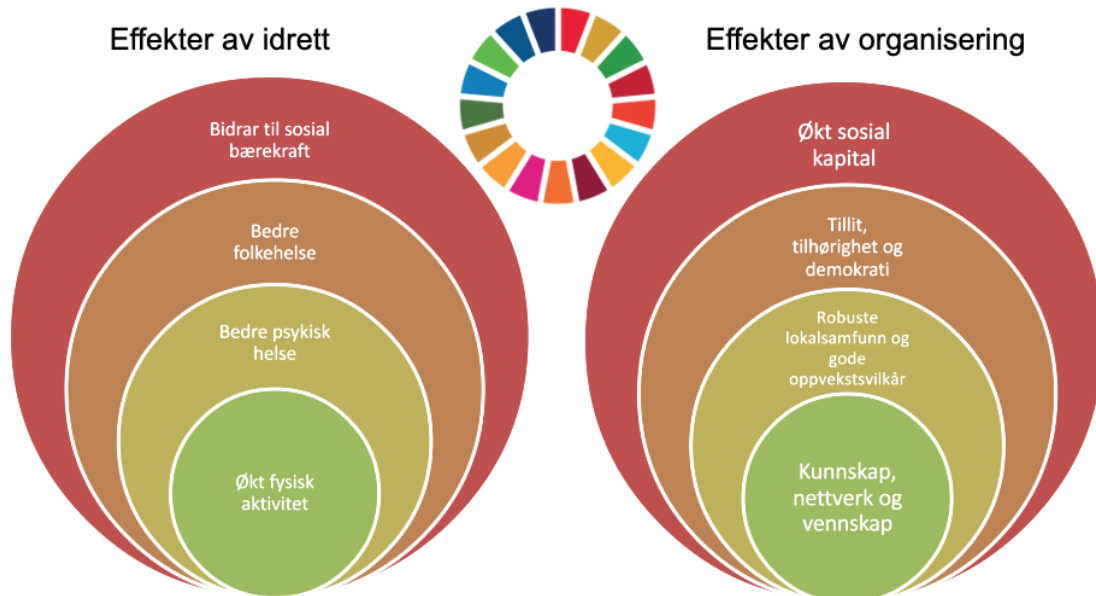 Effekter av idrett
Bidrar til sosial
bærekraft
Bedre
folkehelse
Bedre psykisk
helse
Økt fysisk
aktivitet
Effekter av organisering
Økt sosial
kapital
Tillit,
tilhørighet og
demokrati
Robuste
lokalsamfunn og
gode
oppvekstsvilkår
Kunnskap,
nettverk og
vennskap